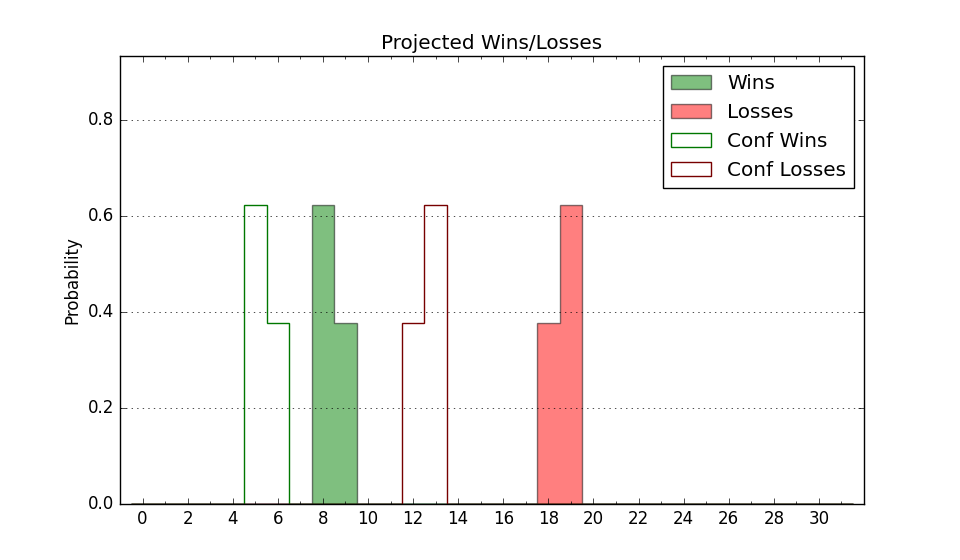 Projected Wins/Losses
Wins
Losses
Conf Wins
Conf Losses
Probability
0.8
0.6
0.4
0.2
0.0
0 2 4 6 8 10 12 14 16 18 20 22 24 26 28 30